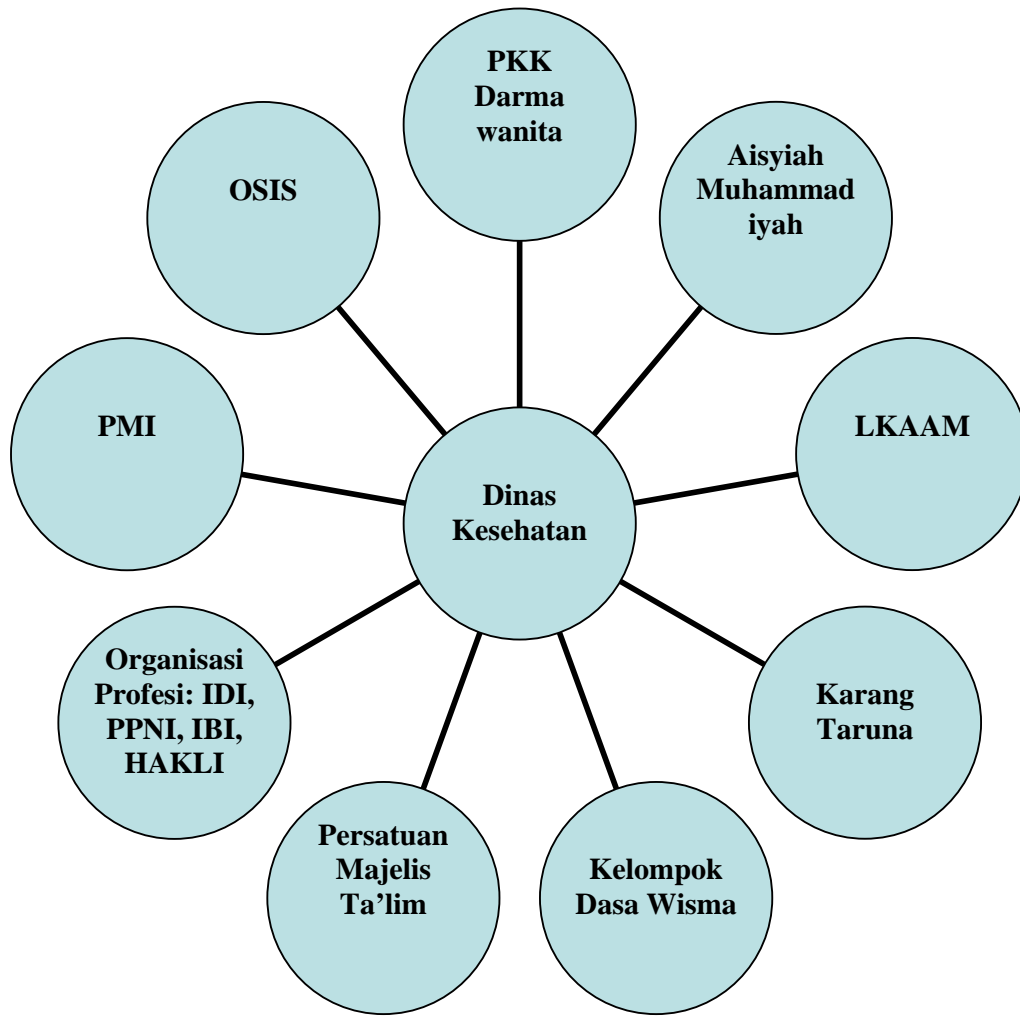 PKK
Darma
wanita
Aisyiah
Muhammad
iyah
OSIS
PMI
LKAAM
Dinas
Kesehatan
Organisasi
Profesi: IDI,
PPNI, IBI,
HAKLI
Karang
Taruna
Persatuan
Majelis
Ta’lim
Kelompok
Dasa Wisma